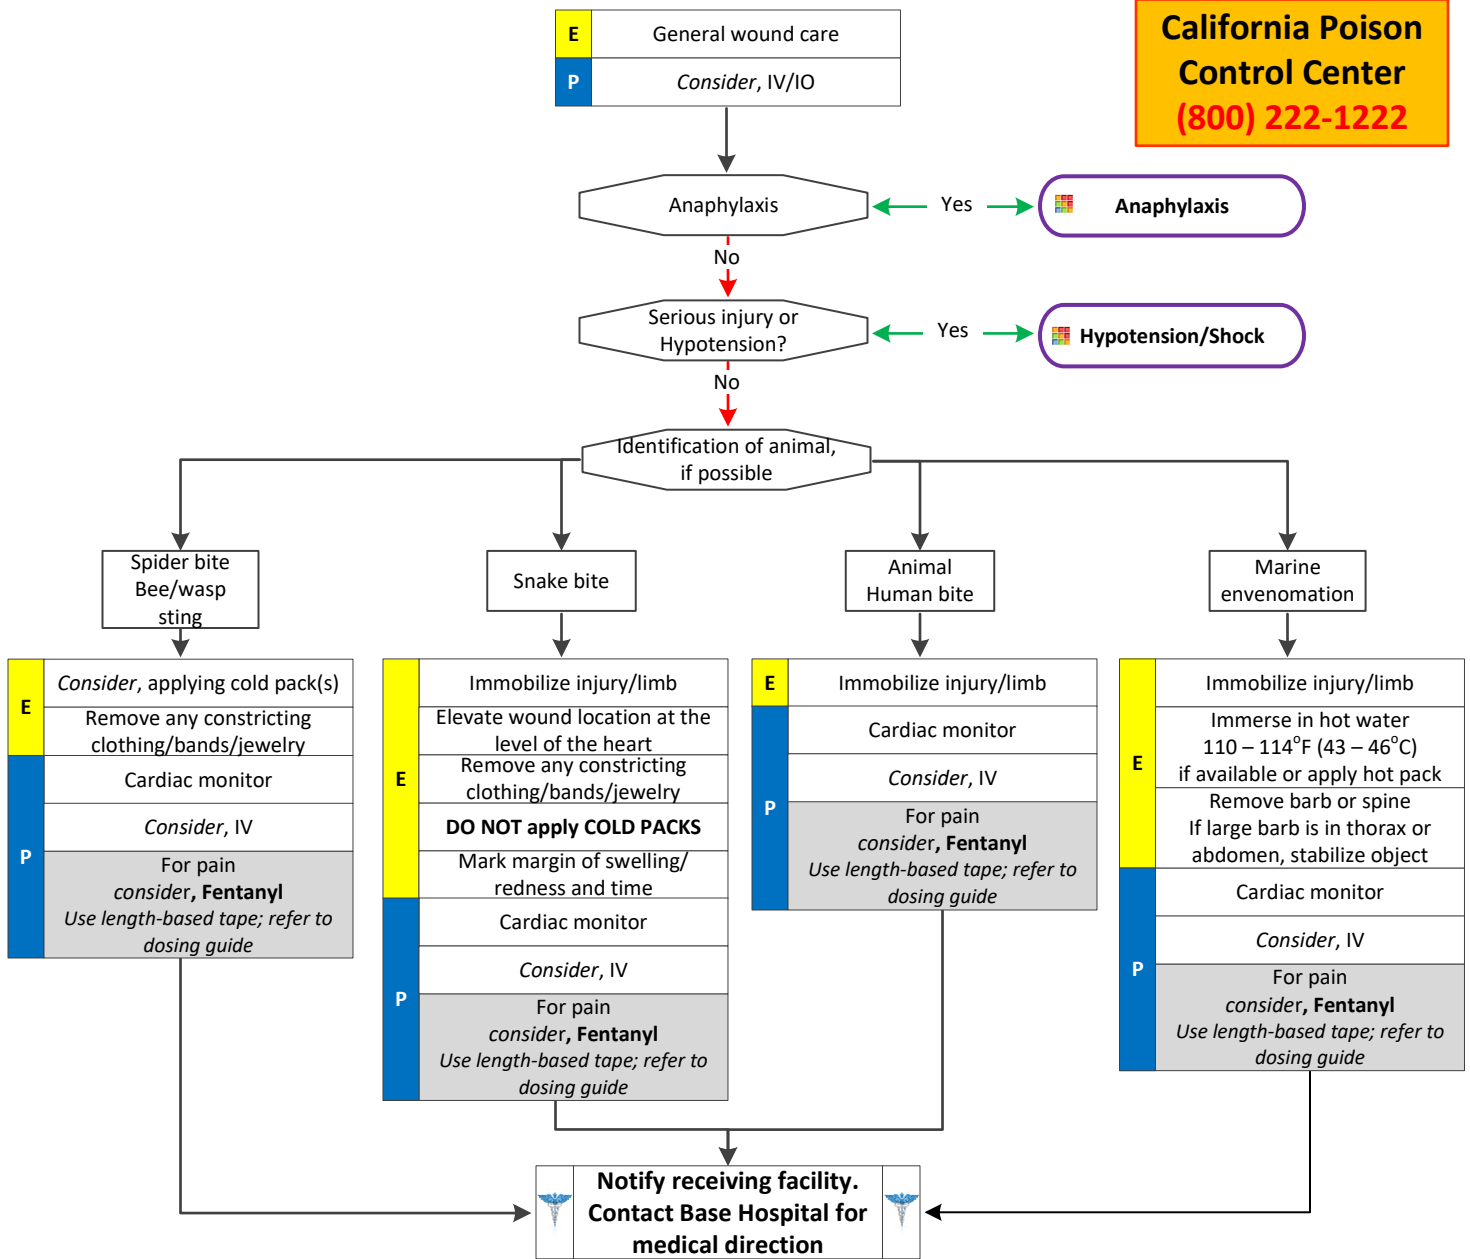 E
General wound care
P
Consider, IV/IO
California Poison
Control Center
(800) 222-1222
Anaphylaxis
Yes
Anaphylaxis
No
Serious injury or
Hypotension?
Yes
Hypotension/Shock
No
Identification of animal,
if possible
Spider bite
Bee/wasp
sting
Snake bite
Animal
Human bite
Marine
envenomation
E
Consider, applying cold pack(s)
Remove any constricting
clothing/bands/jewelry
P
Cardiac monitor
Consider, IV
For pain
consider, Fentanyl
Use length-based tape; refer to
dosing guide
E
Immobilize injury/limb
Elevate wound location at the
level of the heart
Remove any constricting
clothing/bands/jewelry
DO NOT apply COLD PACKS
Mark margin of swelling/
redness and time
P
Cardiac monitor
Consider, IV
For pain
consider, Fentanyl
Use length-based tape; refer to
dosing guide
E
Immobilize injury/limb
P
Cardiac monitor
Consider, IV
For pain
consider, Fentanyl
Use length-based tape; refer to
dosing guide
E
Immobilize injury/limb
Immerse in hot water
110 – 114°F (43 – 46°C)
if available or apply hot pack
Remove barb or spine
If large barb is in thorax or
abdomen, stabilize object
P
Cardiac monitor
Consider, IV
For pain
consider, Fentanyl
Use length-based tape; refer to
dosing guide
Notify receiving facility.
Contact Base Hospital for
medical direction